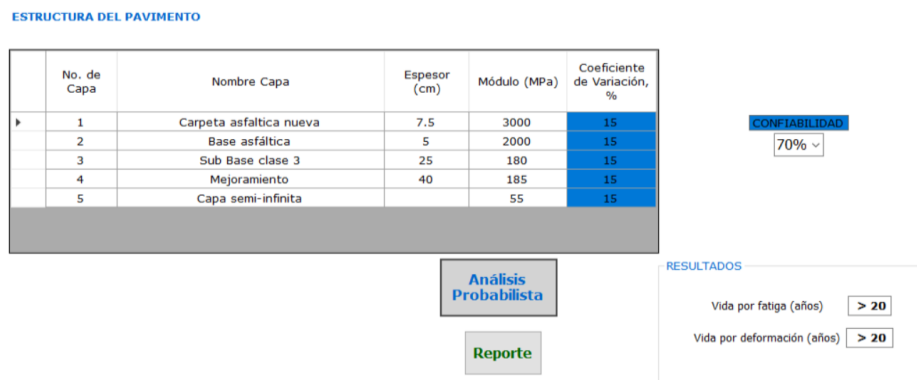 ESTRUCTURA DEL PAVIMENTO
No. de Capa Nombre Capa Espesor (cm) Módulo (MPa) Coeficiente de Variación, %
1 Carpeta asfaltica nueva 7.5 3000 15
2 Base asfáltica 5 2000 15
3 Sub Base clase 3 25 180 15
4 Mejoramiento 40 185 15
5 Capa semi-infinita 55 15
CONFIABILIDAD
70%
Análisis
Probabilista
Reporte
RESULTADOS
Vida por fatiga (años) > 20
Vida por deformación (años) > 20